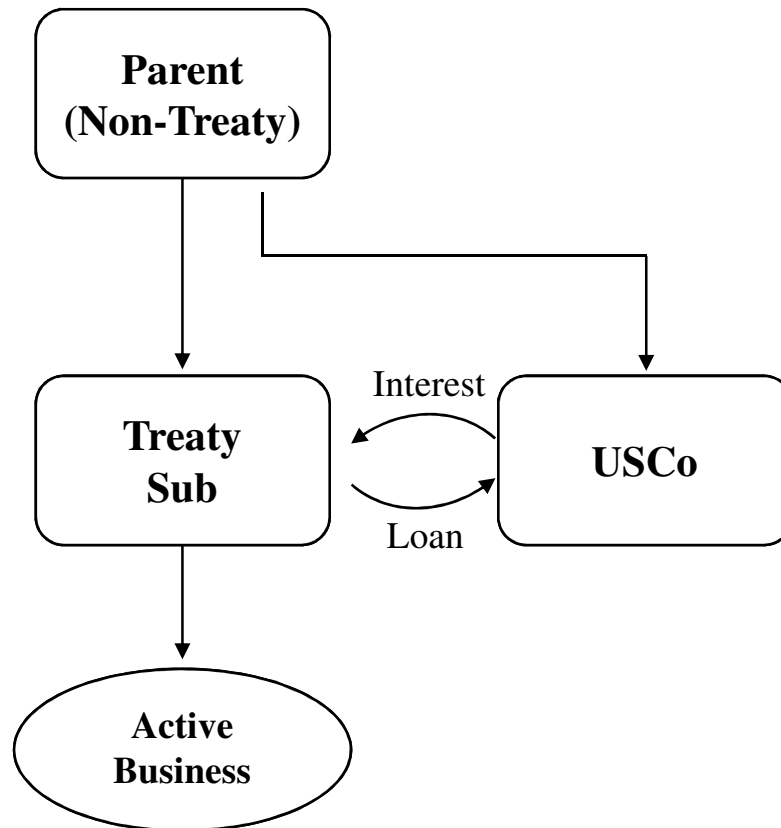 Parent
(Non-Treaty)
Interest
Treaty
Sub
USCo
Loan
Active
Business